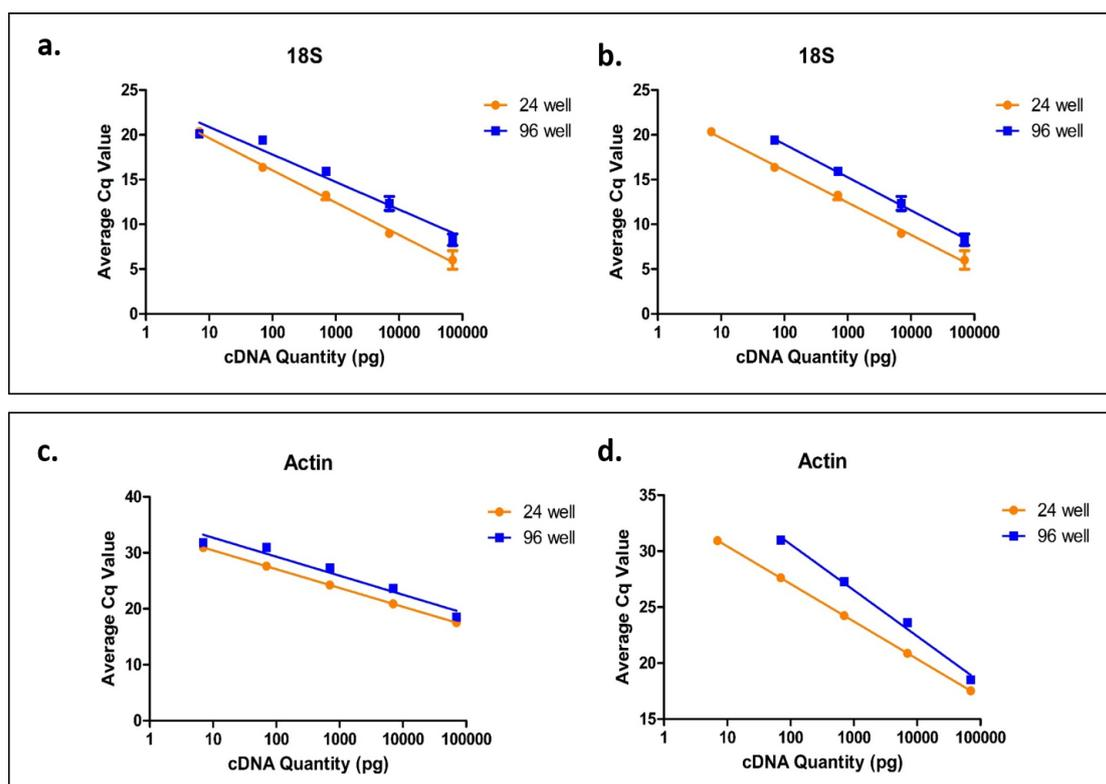 a.
18S
25
20
15
10
5
0
Average Cq Value
1 10 100 1000 10000 100000
cDNA Quantity (pg)
24 well
96 well
b.
18S
25
20
15
10
5
0
Average Cq Value
1 10 100 1000 10000 100000
cDNA Quantity (pg)
24 well
96 well
c.
Actin
40
30
20
10
0
Average Cq Value
1 10 100 1000 10000 100000
cDNA Quantity (pg)
24 well
96 well
d.
Actin
35
30
25
20
15
Average Cq Value
1 10 100 1000 10000 100000
cDNA Quantity (pg)
24 well
96 well